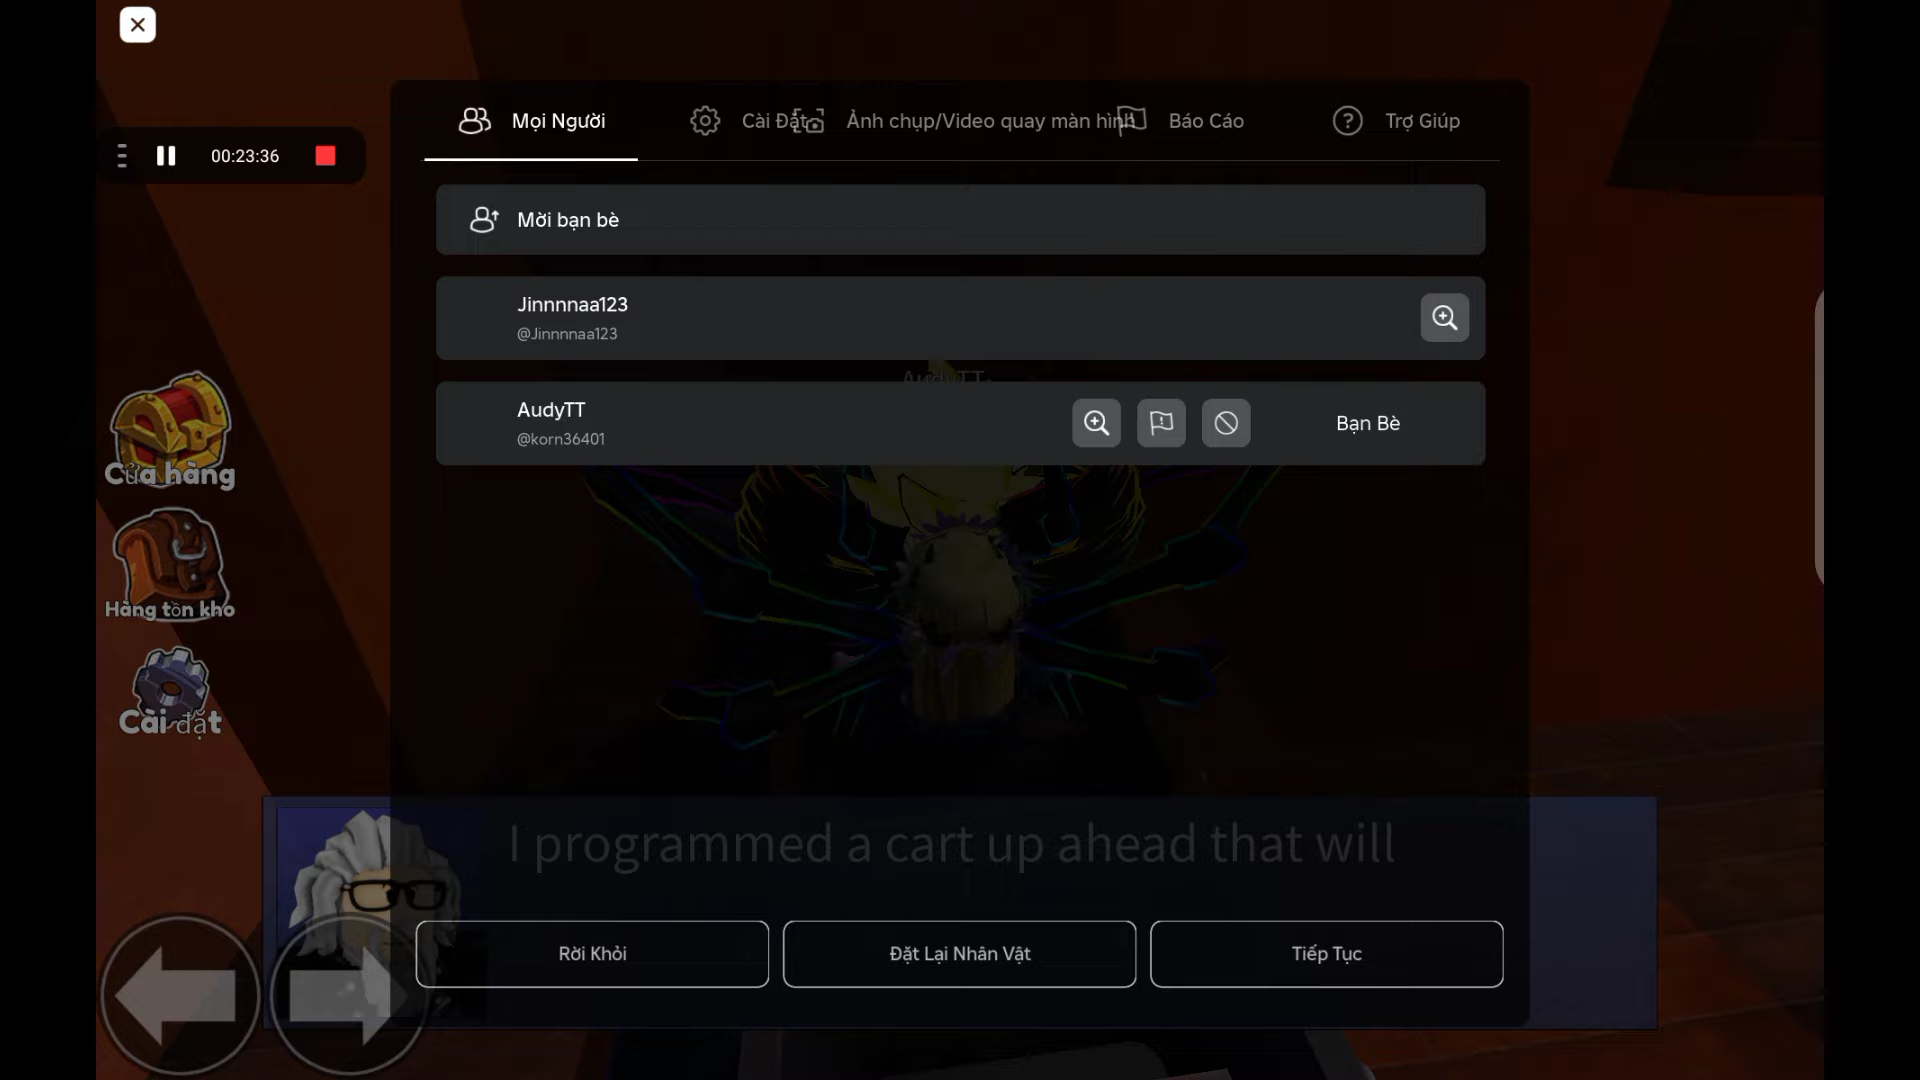 Mọi Người
Cài Đặt
Ảnh chụp/Video quay màn hình
Báo Cáo
Trợ Giúp
00:23:36
Mời bạn bè
Jinnnnaa123
@Jinnnnaa123
AudyTT
AudyTT
@korn36401
Bạn Bè
Cửa hàng
Hàng tồn kho
Cài đặt
I programmed a cart up ahead that will
Rời Khỏi
Đặt Lại Nhân Vật
Tiếp Tục